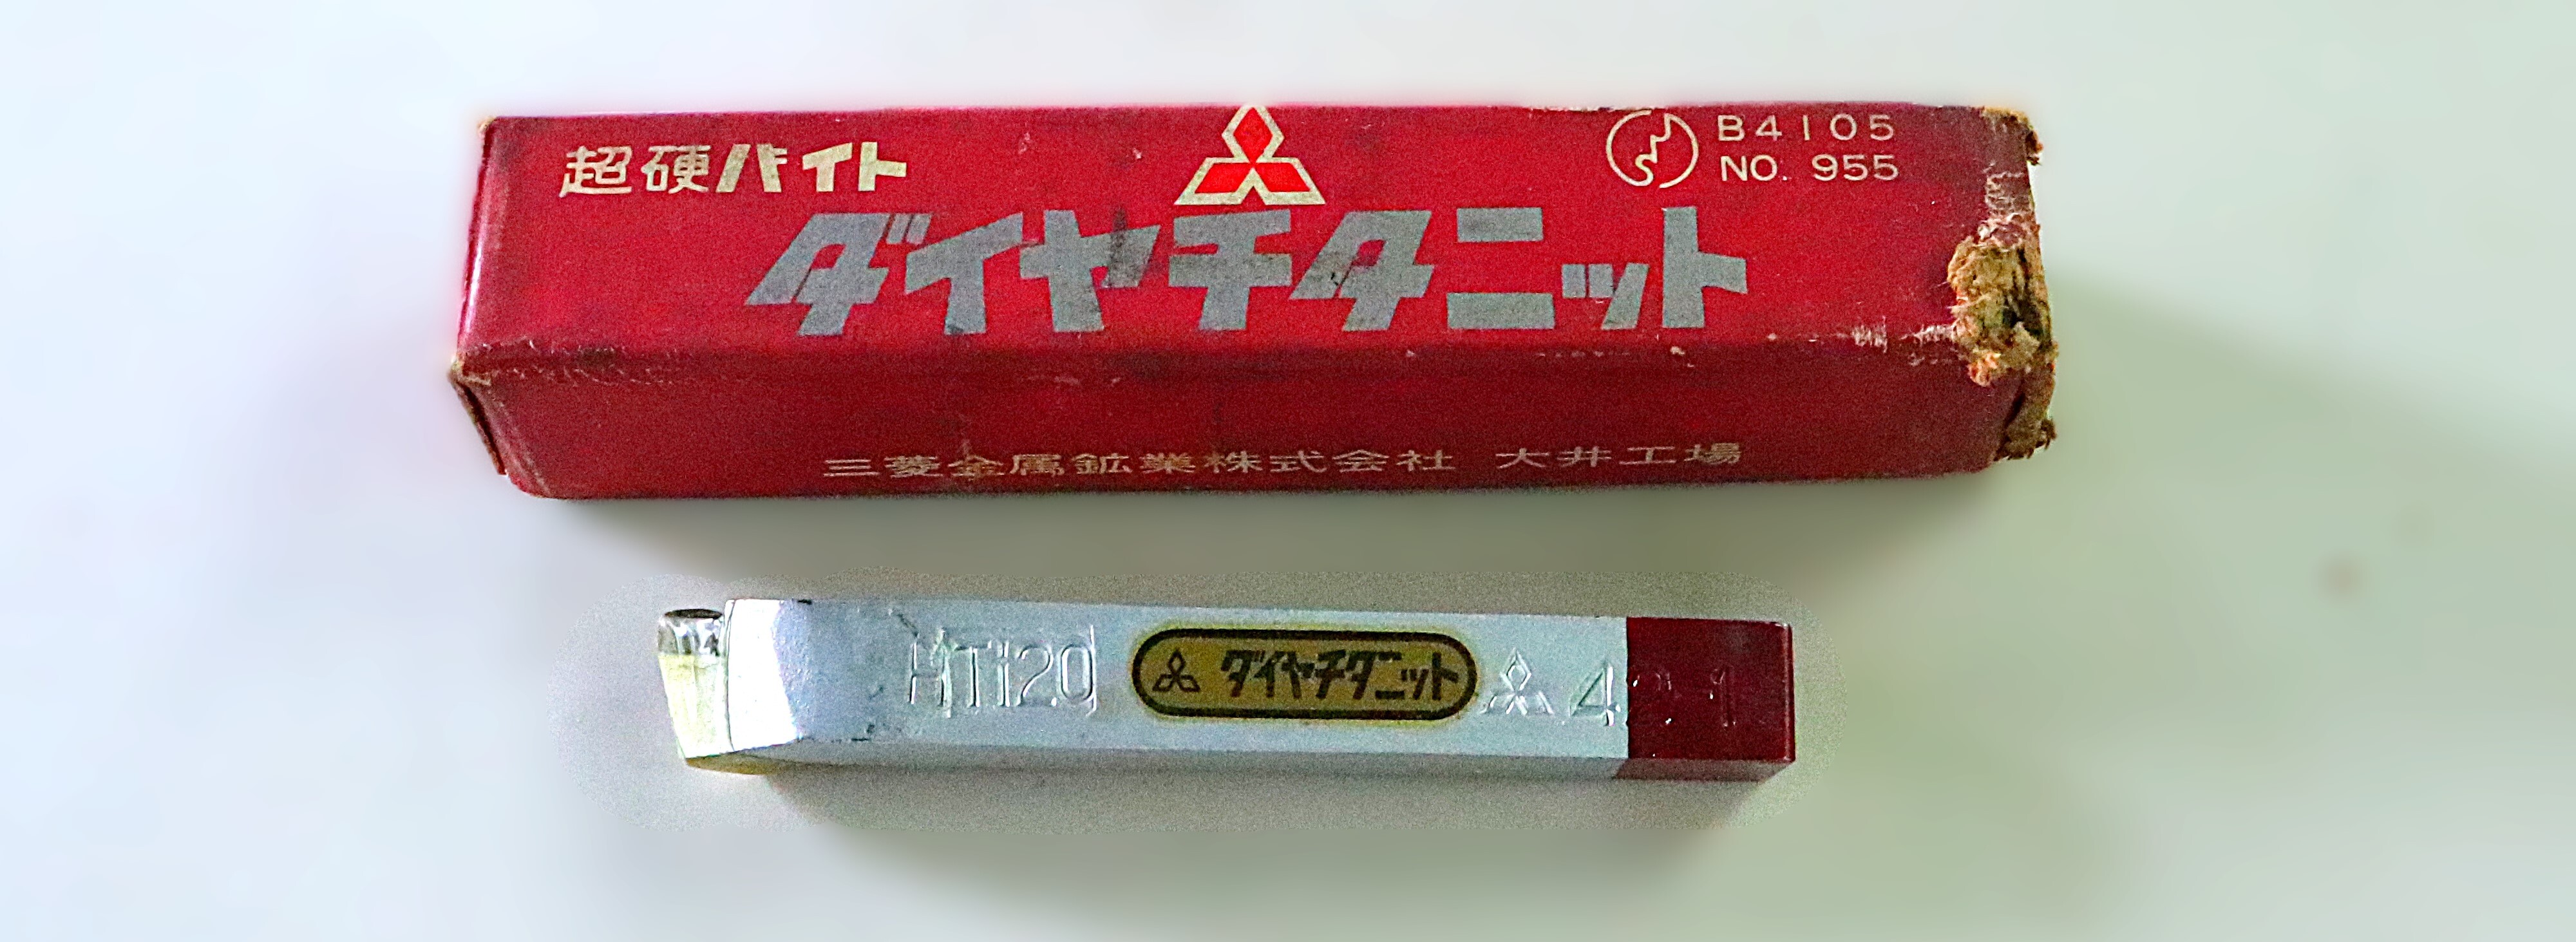 超硬バイト
B4105
NO. 955
ダイヤチタニット
三菱金属鉱業株式会社 大井工場
HTi20 ダイヤチタニット 421